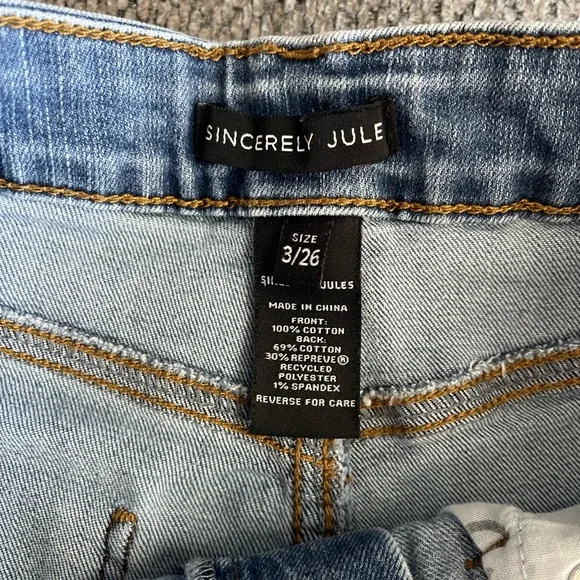 SINCERELY JULE
SIZE
3/26
JULES
MADE IN CHINA
FRONT:
100% COTTON
BACK:
69% COTTON
30% REPREVE®
RECYCLED
POLYESTER
1% SPANDEX
REVERSE FOR CARE